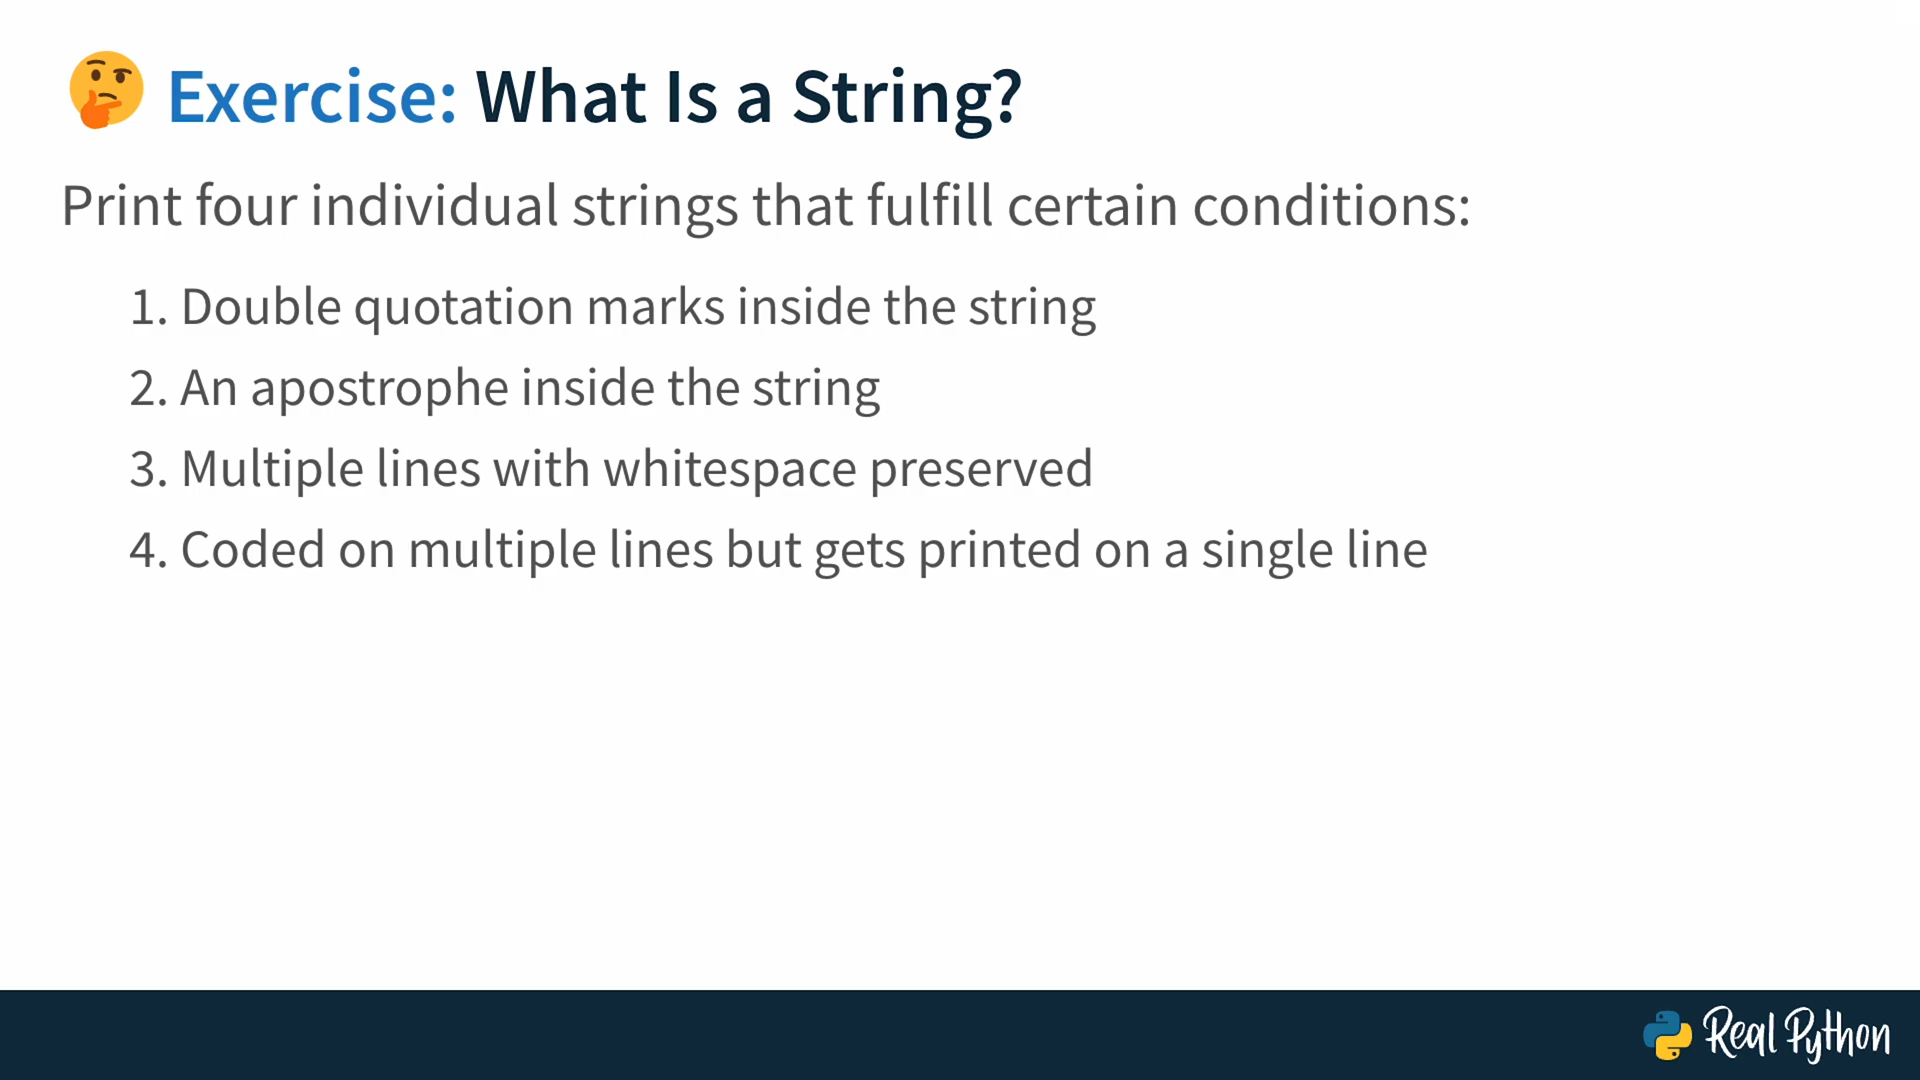 Exercise: What Is a String?
Print four individual strings that fulfill certain conditions:
1. Double quotation marks inside the string
2. An apostrophe inside the string
3. Multiple lines with whitespace preserved
4. Coded on multiple lines but gets printed on a single line
Real Python